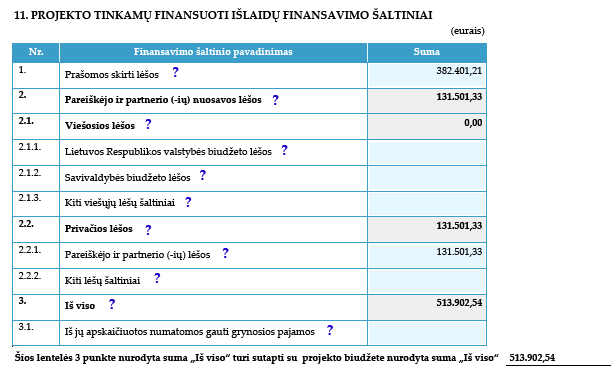 11. PROJEKTO TINKAMŲ FINANSUOTI IŠLAIDŲ FINANSAVIMO ŠALTINIAI
(eurais)
Nr. Finansavimo šaltinio pavadinimas Suma
1. Prašomos skirti lėšos ? 382.401,21
2. Pareiškėjo ir partnerio (-ių) nuosavos lėšos ? 131.501,33
2.1. Viešosios lėšos ? 0,00
2.1.1. Lietuvos Respublikos valstybės biudžeto lėšos ?
2.1.2. Savivaldybės biudžeto lėšos ?
2.1.3. Kiti viešųjų lėšų šaltiniai ?
2.2. Privačios lėšos ? 131.501,33
2.2.1. Pareiškėjo ir partnerio (-ių) lėšos ? 131.501,33
2.2.2. Kiti lėšų šaltiniai ?
3. Iš viso ? 513.902,54
3.1. Iš jų apskaičiuotos numatomos gauti grynosios pajamos ?
Šios lentelės 3 punkte nurodyta suma „Iš viso“ turi sutapti su projekto biudžete nurodyta suma „Iš viso“ 513.902,54